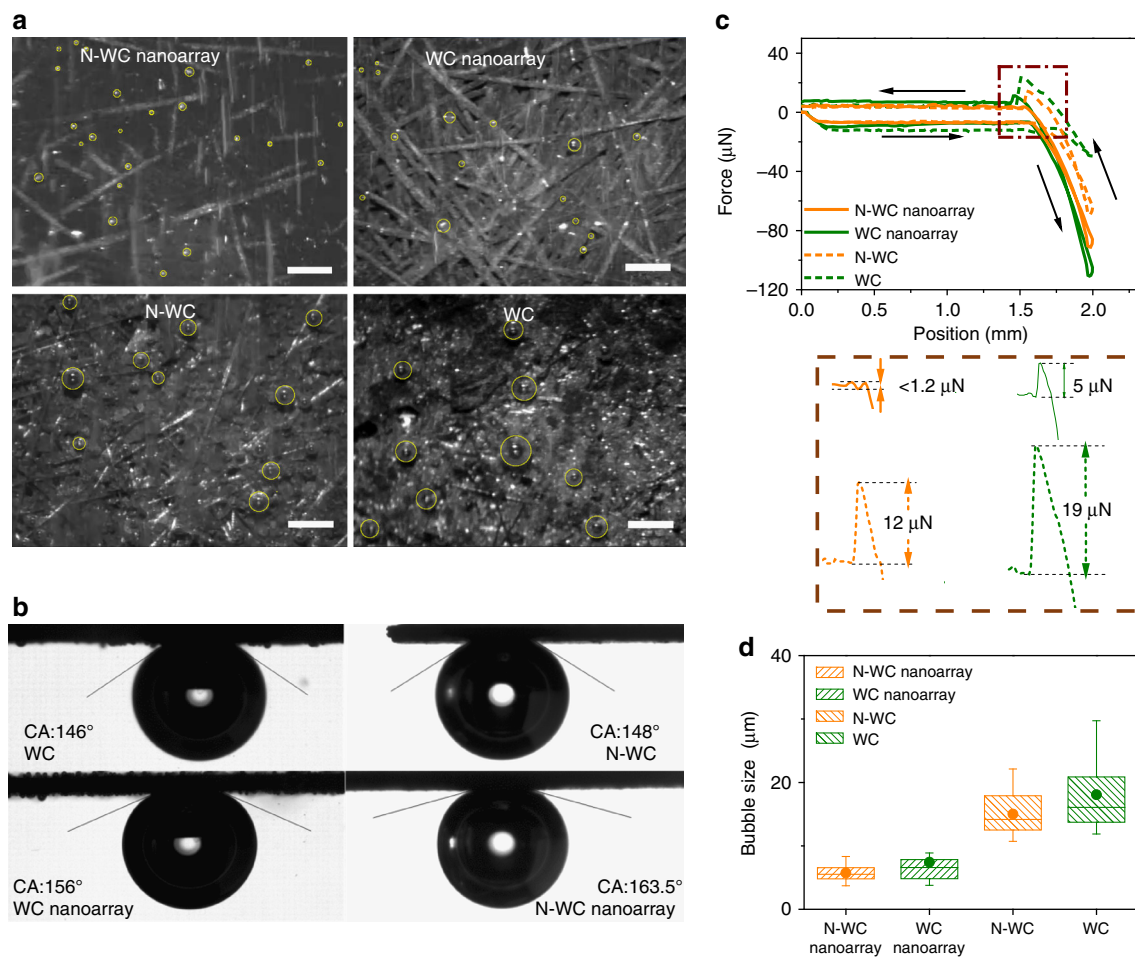 a
N-WC nanoarray
WC nanoarray
N-WC
WC
b
CA:146°
WC
CA:148°
N-WC
CA:156°
WC nanoarray
CA:163.5°
N-WC nanoarray
c
40
0
−40
−80
−120
Force (μN)
N-WC nanoarray
WC nanoarray
N-WC
WC
0.0
0.5
1.0
1.5
2.0
Position (mm)
<1.2 μN
5 μN
12 μN
19 μN
d
40
20
0
Bubble size (μm)
N-WC nanoarray
WC nanoarray
N-WC
WC
N-WC
nanoarray
WC
nanoarray
N-WC
WC